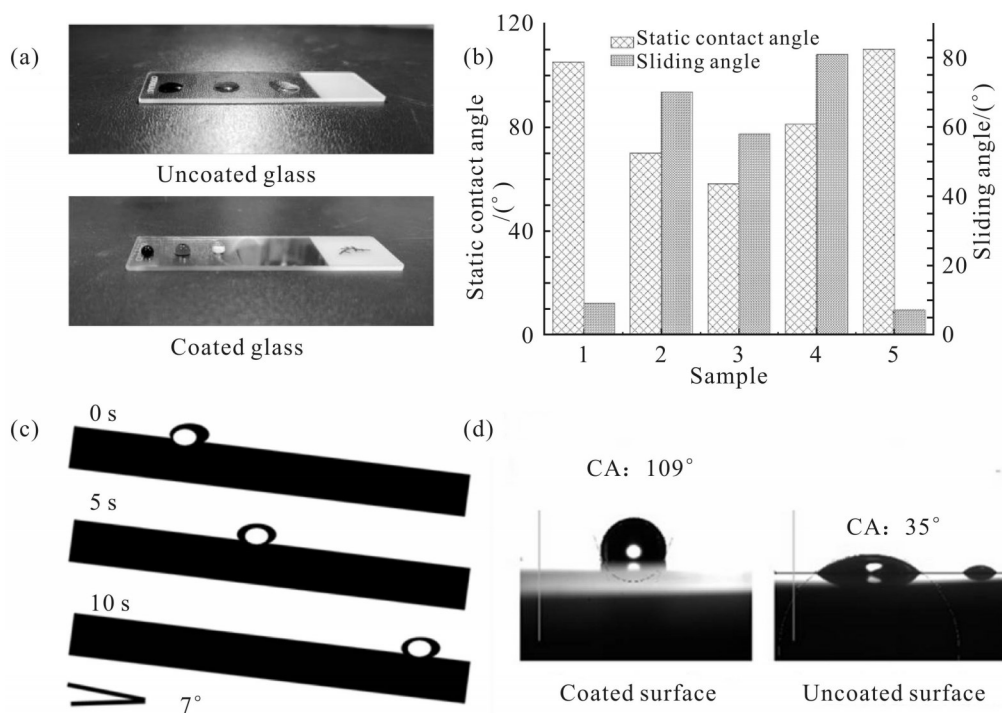 (a)
Uncoated glass
Coated glass
(b)
Static contact angle
Sliding angle
120
80
40
0
Static contact angle
/(°)
80
60
40
20
0
Sliding angle/(°)
1 2 3 4 5
Sample
(c)
0 s
5 s
10 s
7°
(d)
CA: 109°
CA: 35°
Coated surface
Uncoated surface